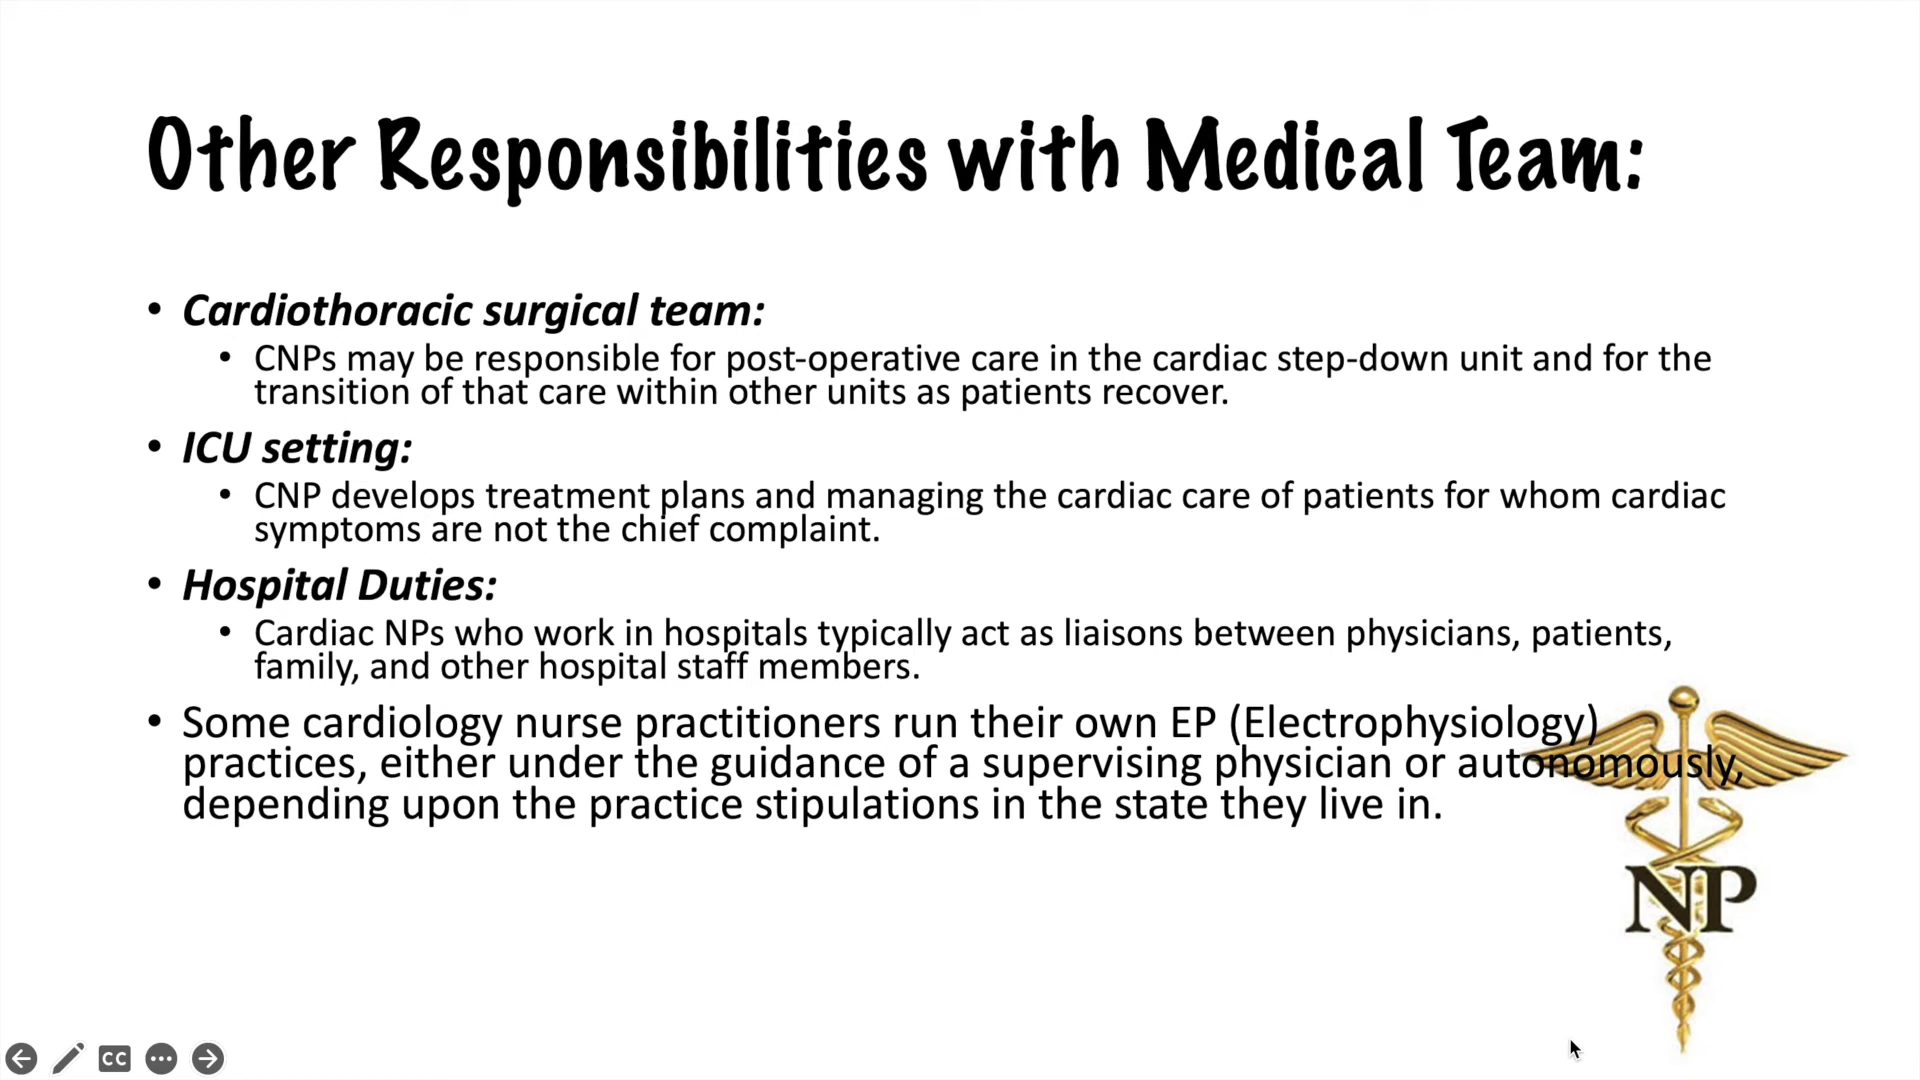 Other Responsibilities with Medical Team:
• Cardiothoracic surgical team:
• CNPs may be responsible for post-operative care in the cardiac step-down unit and for the
transition of that care within other units as patients recover.
• ICU setting:
• CNP develops treatment plans and managing the cardiac care of patients for whom cardiac
symptoms are not the chief complaint.
• Hospital Duties:
• Cardiac NPs who work in hospitals typically act as liaisons between physicians, patients,
family, and other hospital staff members.
• Some cardiology nurse practitioners run their own EP (Electrophysiology)
practices, either under the guidance of a supervising physician or autonomously,
depending upon the practice stipulations in the state they live in.
NP
CC